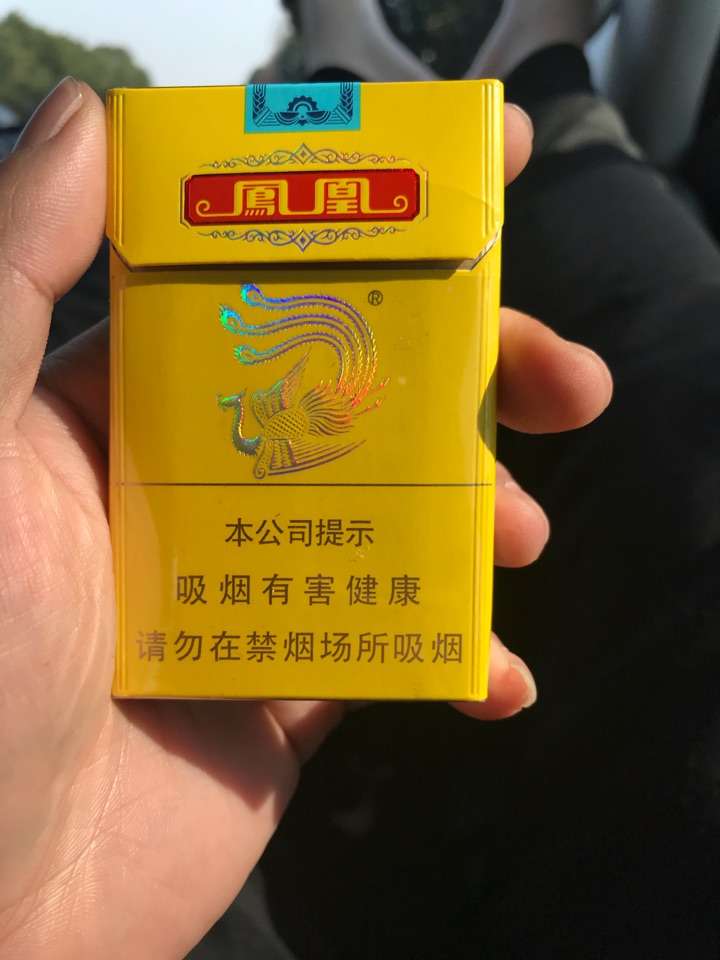 鳳凰
®
本公司提示
吸烟有害健康
请勿在禁烟场所吸烟